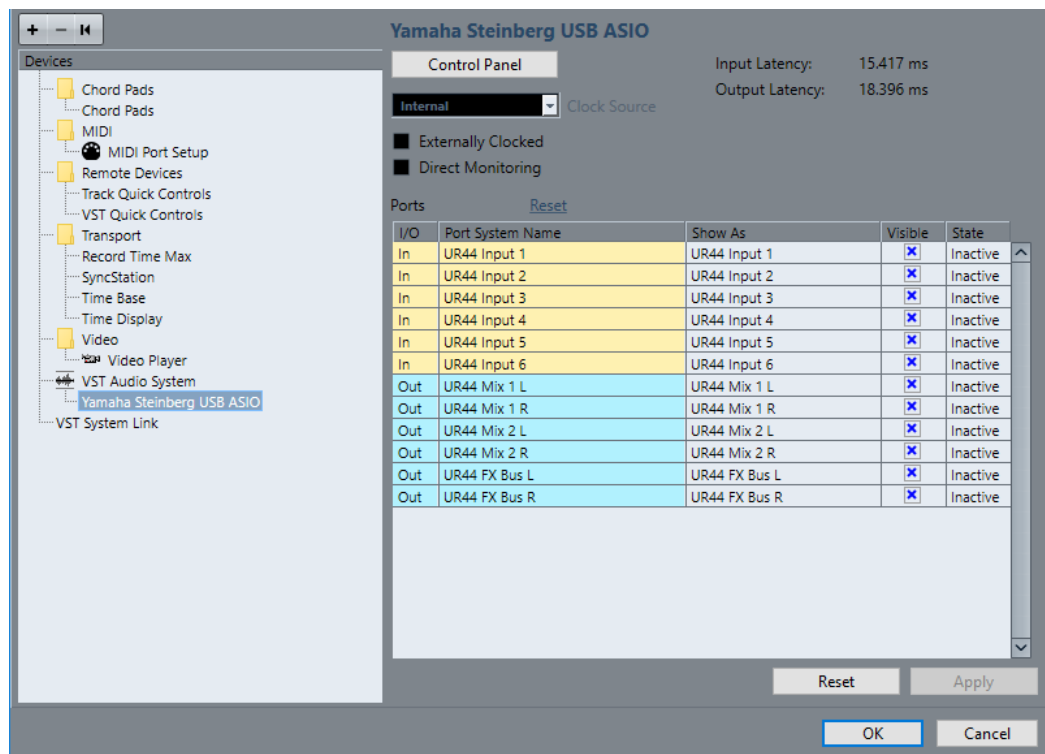 Yamaha Steinberg USB ASIO
Devices
Chord Pads
Chord Pads
MIDI
MIDI Port Setup
Remote Devices
Track Quick Controls
VST Quick Controls
Transport
Record Time Max
SyncStation
Time Base
Time Display
Video
Video Player
VST Audio System
Yamaha Steinberg USB ASIO
VST System Link
Control Panel
Input Latency: 15.417 ms
Output Latency: 18.396 ms
Internal Clock Source
Externally Clocked
Direct Monitoring
Ports Reset
I/O Port System Name Show As Visible State
In UR44 Input 1 UR44 Input 1 Inactive
In UR44 Input 2 UR44 Input 2 Inactive
In UR44 Input 3 UR44 Input 3 Inactive
In UR44 Input 4 UR44 Input 4 Inactive
In UR44 Input 5 UR44 Input 5 Inactive
In UR44 Input 6 UR44 Input 6 Inactive
Out UR44 Mix 1 L UR44 Mix 1 L Inactive
Out UR44 Mix 1 R UR44 Mix 1 R Inactive
Out UR44 Mix 2 L UR44 Mix 2 L Inactive
Out UR44 Mix 2 R UR44 Mix 2 R Inactive
Out UR44 FX Bus L UR44 FX Bus L Inactive
Out UR44 FX Bus R UR44 FX Bus R Inactive
Reset Apply
OK Cancel